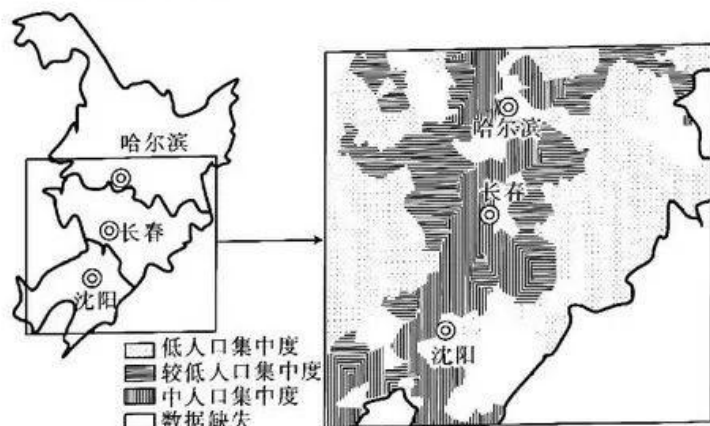 哈尔滨
长春
沈阳
低人口集中度
较低人口集中度
中人口集中度
数据缺失
哈尔滨
长春
沈阳